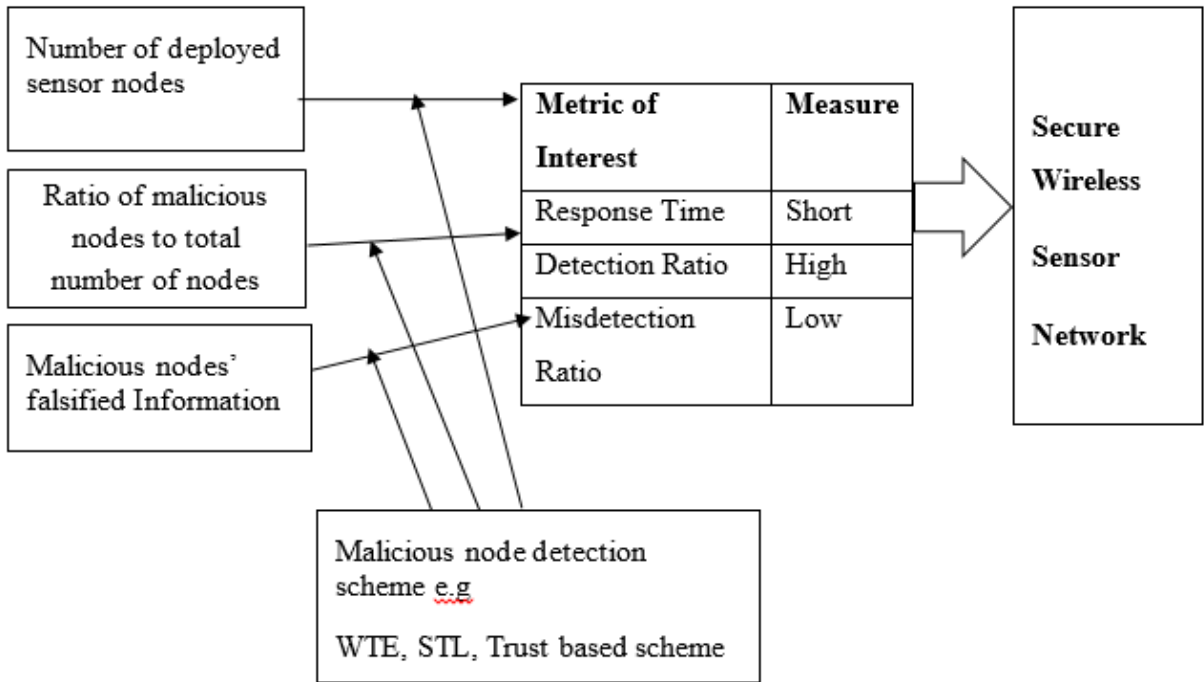 Number of deployed
sensor nodes
Ratio of malicious
nodes to total
number of nodes
Malicious nodes’
falsified Information
Metric of
Interest
Measure
Response Time
Short
Detection Ratio
High
Misdetection
Ratio
Low
Secure
Wireless
Sensor
Network
Malicious node detection
scheme e.g
WTE, STL, Trust based scheme